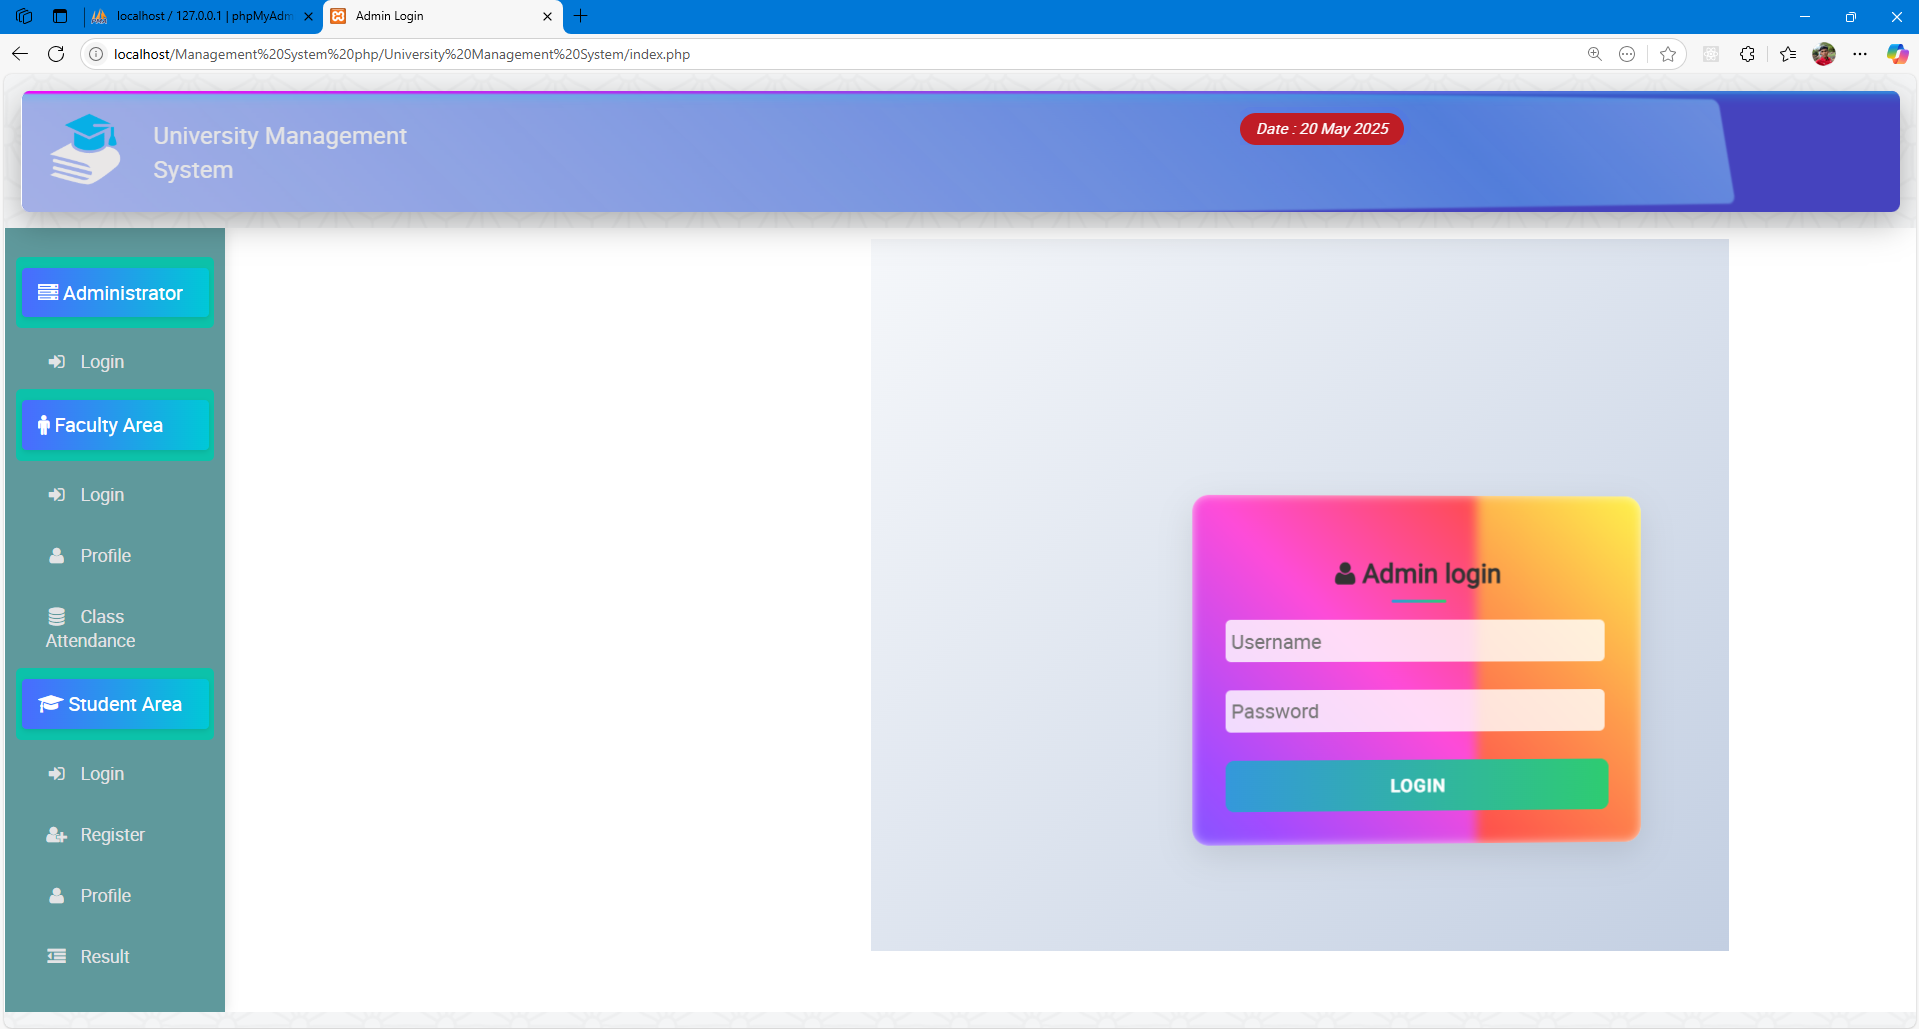 localhost / 127.0.0.1 | phpMyAdm
Admin Login
localhost/Management%20System%20php/University%20Management%20System/index.php
University Management
System
Date : 20 May 2025
Administrator
Login
Faculty Area
Login
Profile
Class
Attendance
Student Area
Login
Register
Profile
Result
Admin login
Username
Password
LOGIN